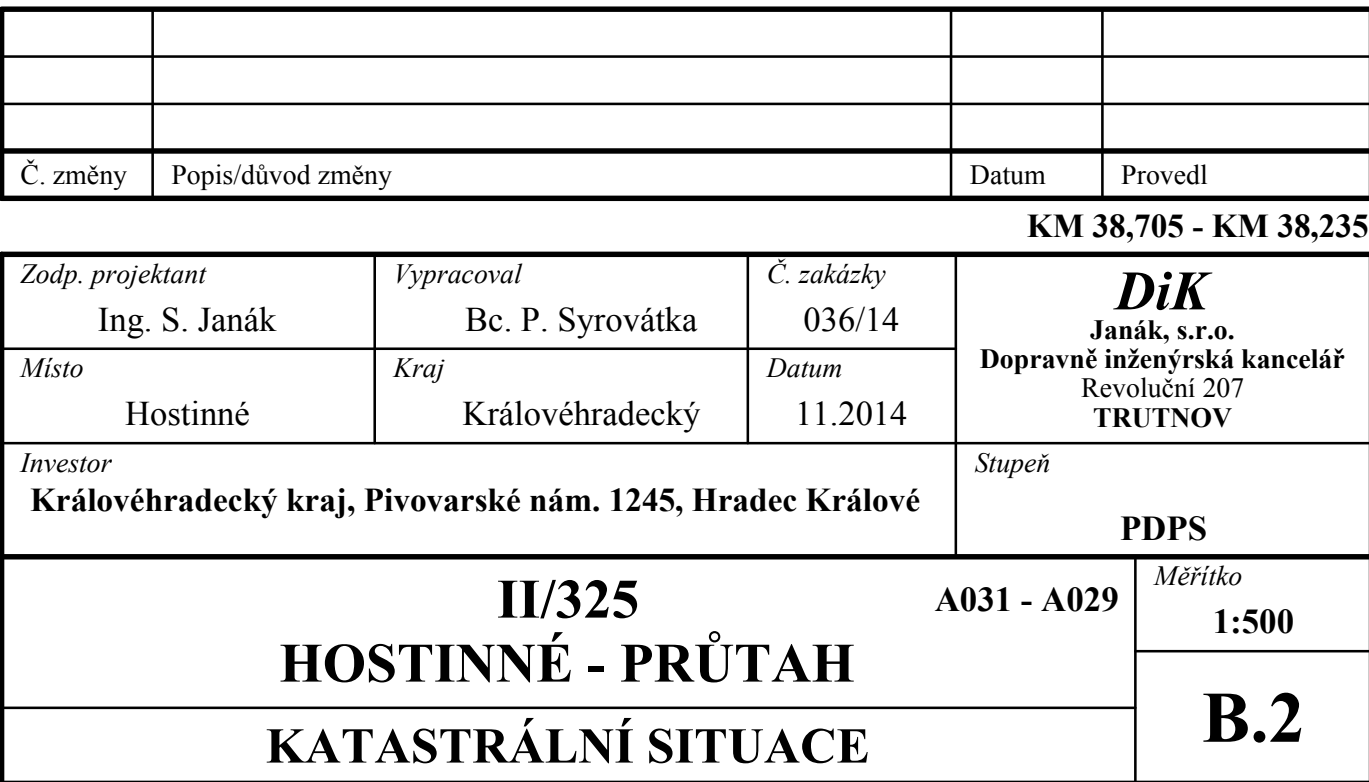 Č. změny Popis/důvod změny Datum Provedl
KM 38,705 - KM 38,235
Zodp. projektant Vypracoval Č. zakázky
Ing. S. Janák Bc. P. Syrovátka 036/14
Místo Kraj Datum
Hostinné Královéhradecký 11.2014
DiK
Janák, s.r.o.
Dopravně inženýrská kancelář
Revoluční 207
TRUTNOV
Investor
Královéhradecký kraj, Pivovarské nám. 1245, Hradec Králové
Stupeň
PDPS
II/325 A031 - A029
HOSTINNÉ - PRŮTAH
Měřítko
1:500
KATASTRÁLNÍ SITUACE
B.2